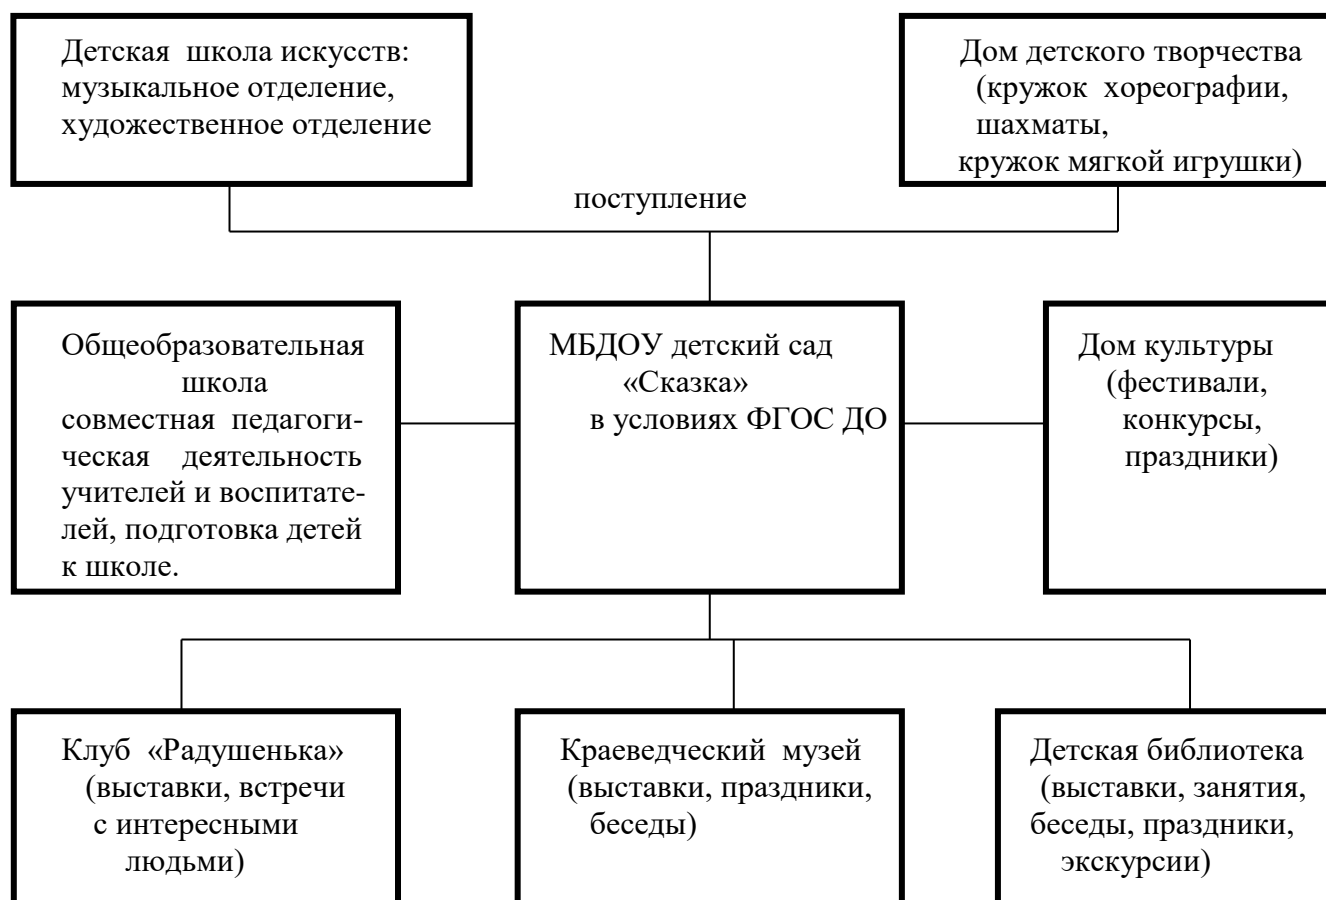 Детская школа искусств:
музыкальное отделение,
художественное отделение
Дом детского творчества
(кружок хореографии,
шахматы,
кружок мягкой игрушки)
поступление
Общеобразовательная
школа
совместная педагоги-
ческая деятельность
учителей и воспитате-
лей, подготовка детей
к школе.
МБДОУ детский сад
«Сказка»
в условиях ФГОС ДО
Дом культуры
(фестивали,
конкурсы,
праздники)
Клуб «Радушенька»
(выставки, встречи
с интересными
людьми)
Краеведческий музей
(выставки, праздники,
беседы)
Детская библиотека
(выставки, занятия,
беседы, праздники,
экскурсии)